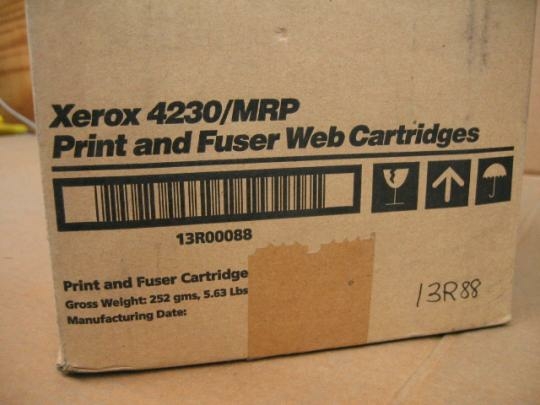 Xerox 4230/MRP
Print and Fuser Web Cartridges
13R00088
Print and Fuser Cartridge
Gross Weight: 252 gms, 5.63 Lbs
Manufacturing Date:
13R88